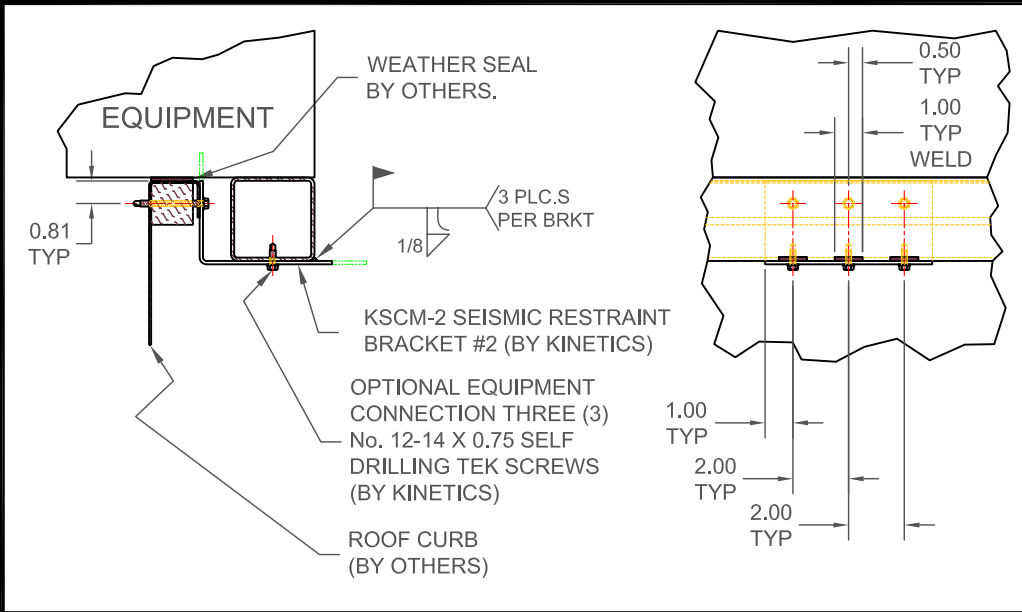 EQUIPMENT
WEATHER SEAL
BY OTHERS.
0.81
TYP
3 PLC.S
PER BRKT
1/8
KSCM-2 SEISMIC RESTRAINT
BRACKET #2 (BY KINETICS)
OPTIONAL EQUIPMENT
CONNECTION THREE (3)
No. 12-14 X 0.75 SELF
DRILLING TEK SCREWS
(BY KINETICS)
ROOF CURB
(BY OTHERS)
0.50
TYP
1.00
TYP
WELD
1.00
TYP
2.00
TYP
2.00
TYP